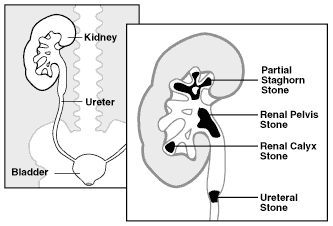 Kidney
Ureter
Bladder
Partial
Staghorn
Stone
Renal Pelvis
Stone
Renal Calyx
Stone
Ureteral
Stone